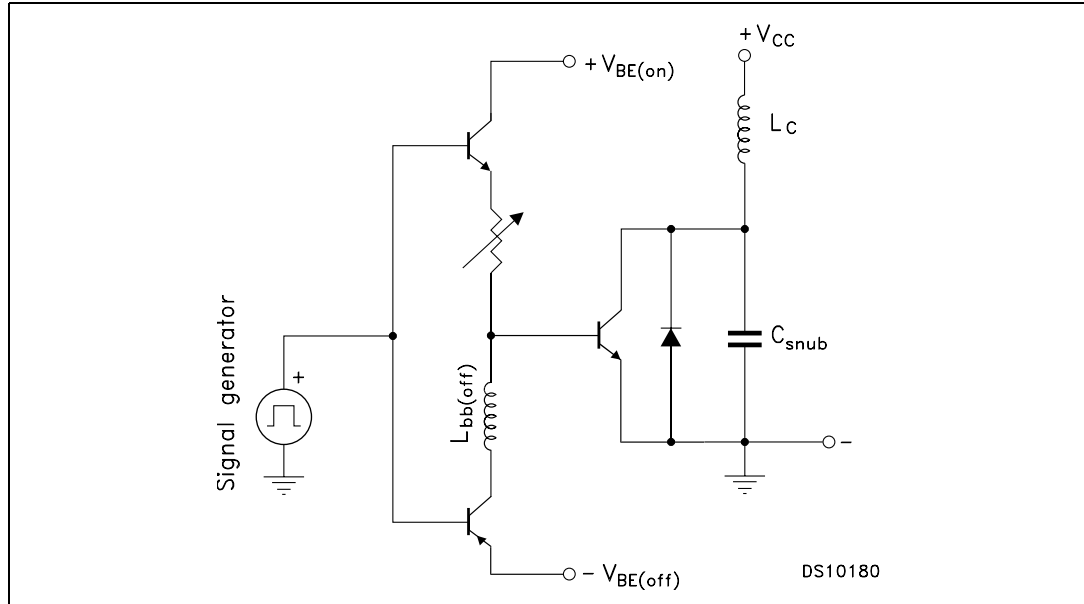 + V_CC
+ V_BE(on)
L_C
Signal generator
+
L_bb(off)
C_snub
-
- V_BE(off)
DS10180